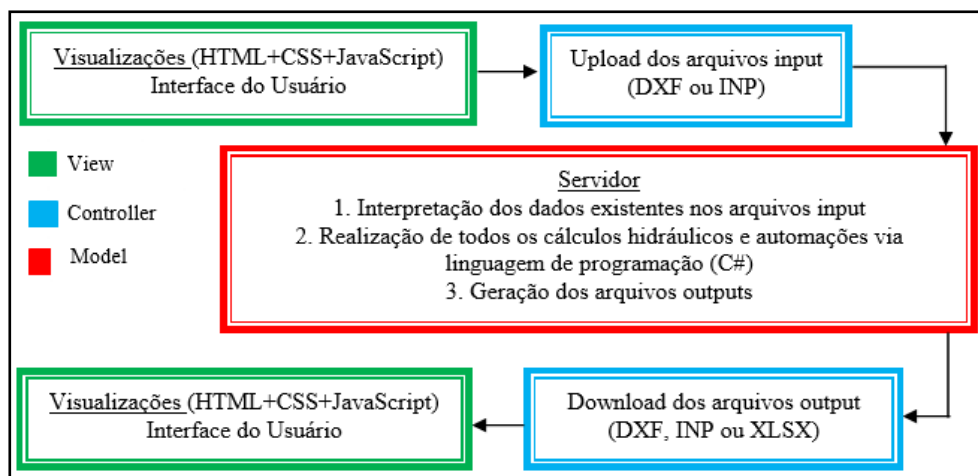 Visualizações (HTML+CSS+JavaScript)
Interface do Usuário
Upload dos arquivos input
(DXF ou INP)
View
Controller
Model
Servidor
1. Interpretação dos dados existentes nos arquivos input
2. Realização de todos os cálculos hidráulicos e automações via
linguagem de programação (C#)
3. Geração dos arquivos outputs
Visualizações (HTML+CSS+JavaScript)
Interface do Usuário
Download dos arquivos output
(DXF, INP ou XLSX)